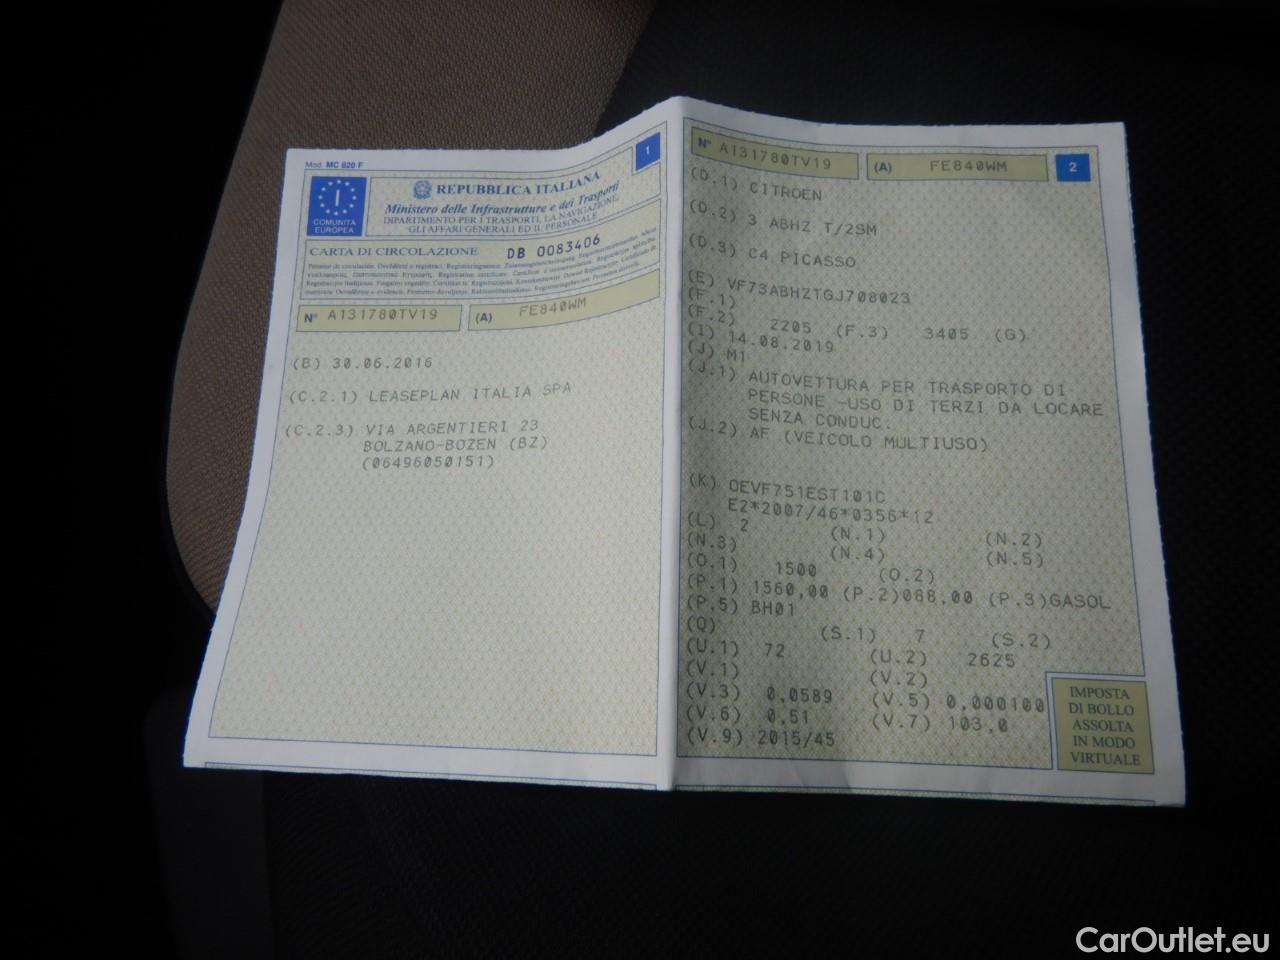 Mod. MC 820 F
1
I
COMUNITÀ
EUROPEA
REPUBBLICA ITALIANA
Ministero delle Infrastrutture e dei Trasporti
DIPARTIMENTO PER I TRASPORTI, LA NAVIGAZIONE,
GLI AFFARI GENERALI ED IL PERSONALE
CARTA DI CIRCOLAZIONE DB 0083406
N° A131780TV19 (A) FE840WM
(B) 30.06.2016
(C.2.1) LEASEPLAN ITALIA SPA
(C.2.3) VIA ARGENTIERI 23
BOLZANO-BOZEN (BZ)
(06496050151)
N° A131780TV19 (A) FE840WM 2
(D.1) CITROEN
(D.2) 3 ABHZ T/2SM
(D.3) C4 PICASSO
(E) VF73ABHZTGJ708023
(F.1)
(F.2) 2205 (F.3) 3405 (G)
(I) 14.08.2019
(J) M1
(J.1) AUTOVETTURA PER TRASPORTO DI
PERSONE -USO DI TERZI DA LOCARE
SENZA CONDUC.
(J.2) AF (VEICOLO MULTIUSO)
(K) OEVF751EST101C
E2*2007/46*0356*12
(L) 2 (N.1) (N.2)
(N.3) (N.4) (N.5)
(O.1) 1500 (O.2)
(P.1) 1560,00 (P.2)088,00 (P.3)GASOL
(P.5) BH01
(Q) (S.1) 7 (S.2)
(U.1) 72 (U.2) 2625
(V.1) (V.2)
(V.3) 0,0589 (V.5) 0,000100
(V.6) 0,51 (V.7) 103,0
(V.9) 2015/45
IMPOSTA
DI BOLLO
ASSOLTA
IN MODO
VIRTUALE
CarOutlet.eu